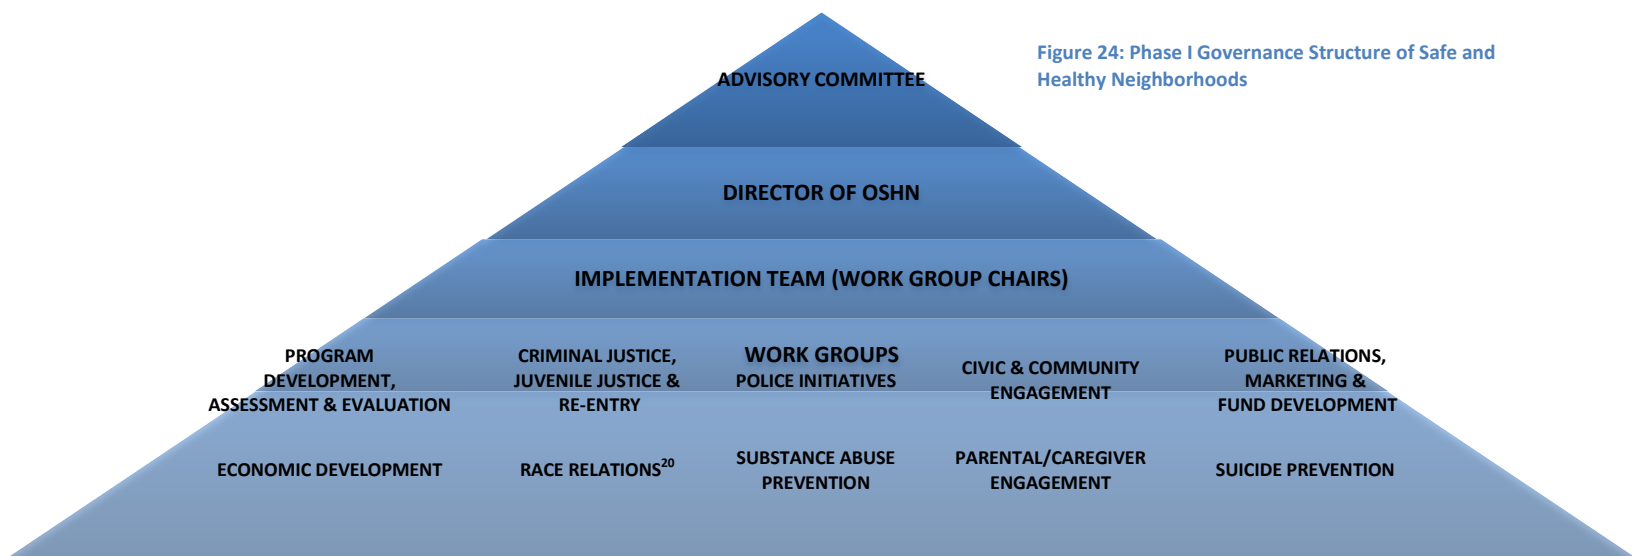 Figure 24: Phase I Governance Structure of Safe and
Healthy Neighborhoods
ADVISORY COMMITTEE
DIRECTOR OF OSHN
IMPLEMENTATION TEAM (WORK GROUP CHAIRS)
WORK GROUPS
PROGRAM
DEVELOPMENT,
ASSESSMENT & EVALUATION
CRIMINAL JUSTICE,
JUVENILE JUSTICE &
RE-ENTRY
POLICE INITIATIVES
CIVIC & COMMUNITY
ENGAGEMENT
PUBLIC RELATIONS,
MARKETING &
FUND DEVELOPMENT
ECONOMIC DEVELOPMENT
RACE RELATIONS20
SUBSTANCE ABUSE
PREVENTION
PARENTAL/CAREGIVER
ENGAGEMENT
SUICIDE PREVENTION